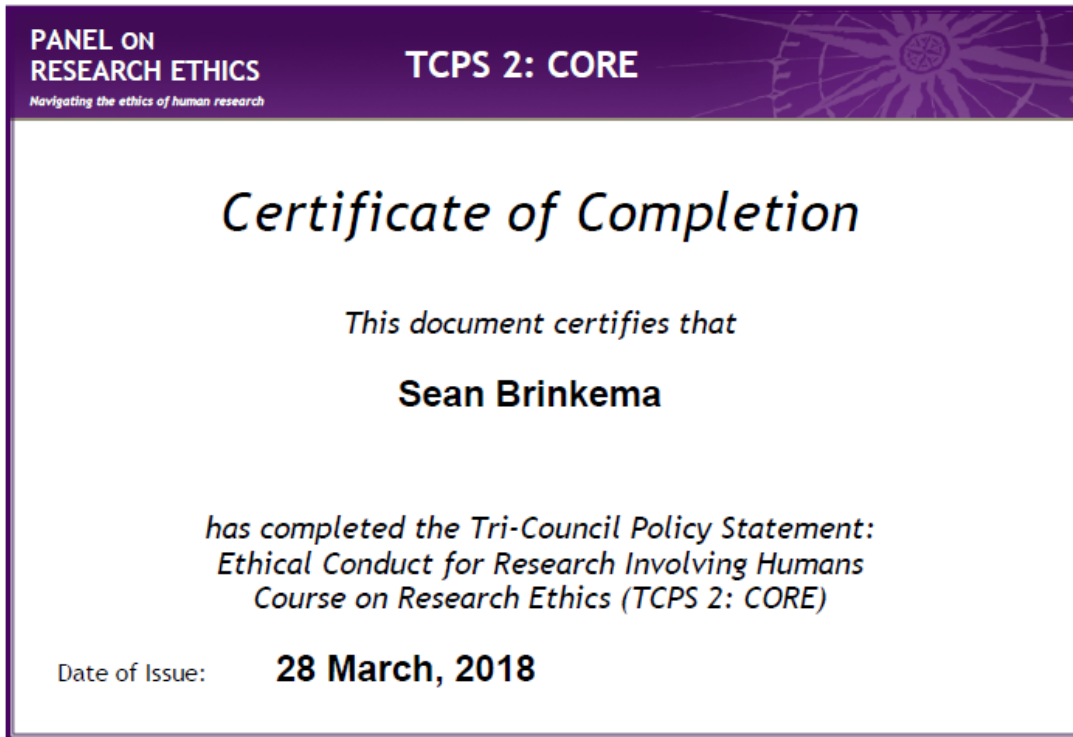 PANEL ON
RESEARCH ETHICS
Navigating the ethics of human research
TCPS 2: CORE
Certificate of Completion
This document certifies that
Sean Brinkema
has completed the Tri-Council Policy Statement:
Ethical Conduct for Research Involving Humans
Course on Research Ethics (TCPS 2: CORE)
Date of Issue: 28 March, 2018